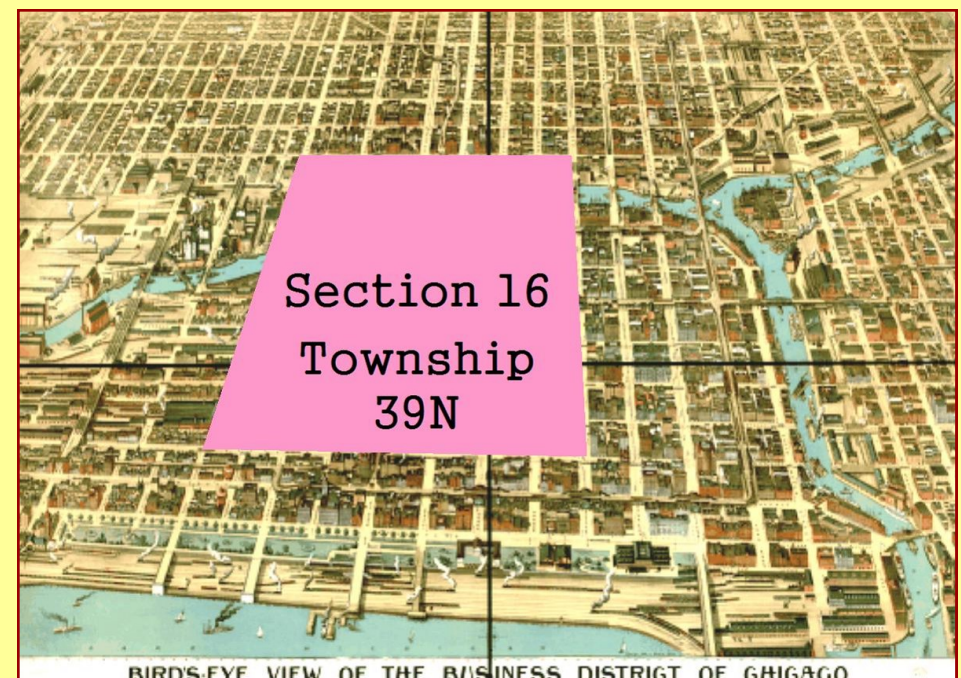 Section 16
Township
39N
BIRD'S-EYE VIEW OF THE BUSINESS DISTRICT OF CHICAGO